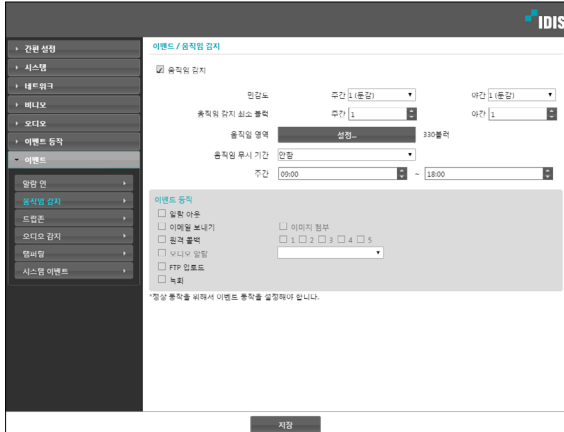 IDIS
간편 설정
시스템
네트워크
비디오
오디오
이벤트 동작
이벤트
알람 인
움직임 감지
트립존
오디오 감지
탬퍼링
시스템 이벤트
이벤트 / 움직임 감지
움직임 감지
민감도 주간 1 (둔감) 야간 1 (둔감)
움직임 감지 최소 블럭 주간 1 야간 1
움직임 영역 설정... 330블럭
움직임 무시 기간 안함
주간 09:00 ~ 18:00
이벤트 동작
알람 아웃
이메일 보내기 이미지 첨부
원격 콜백 1 2 3 4 5
오디오 알람
FTP 업로드
녹화
*정상 동작을 위해서 이벤트 동작을 설정해야 합니다.
저장